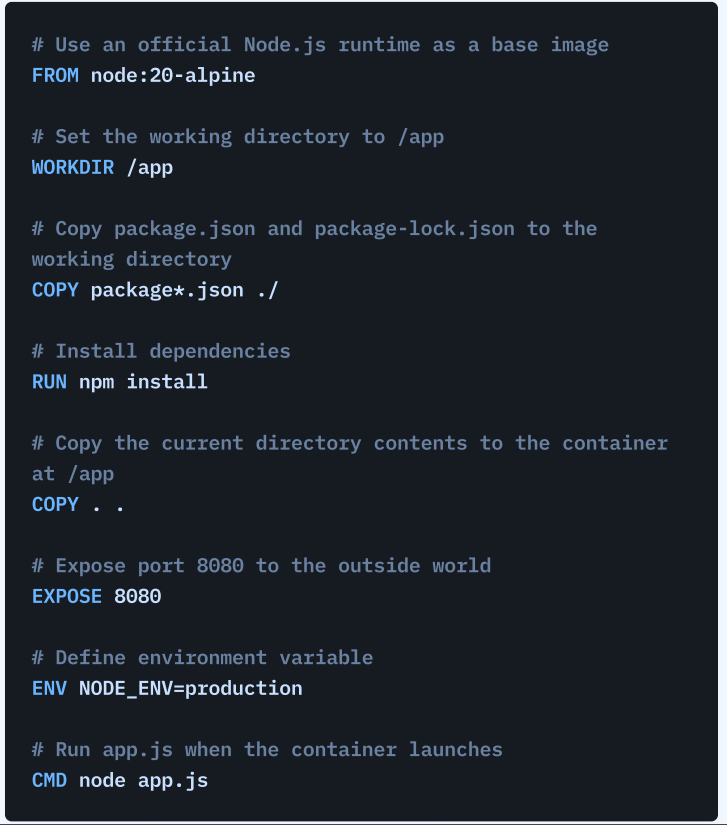 # Use an official Node.js runtime as a base image
FROM node:20-alpine
# Set the working directory to /app
WORKDIR /app
# Copy package.json and package-lock.json to the
working directory
COPY package*.json ./
# Install dependencies
RUN npm install
# Copy the current directory contents to the container
at /app
COPY . .
# Expose port 8080 to the outside world
EXPOSE 8080
# Define environment variable
ENV NODE_ENV=production
# Run app.js when the container launches
CMD node app.js